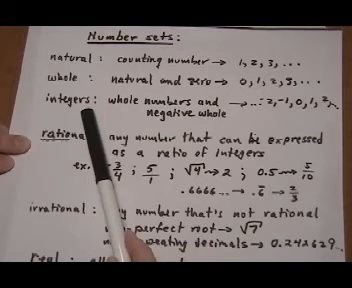 Number sets:
natural: counting number → 1, 2, 3, ...
whole: natural and zero → 0, 1, 2, 3, ...
integers: whole numbers and → ...-2, -1, 0, 1, 2, ...
negative whole
any number that can be expressed
as a ratio of integers
ex. 3/4 ; 5/1 ; √4 → 2 ; 0.5 → 5/10
.6666... → .6̅ → 2/3
irrational: any number that's not rational
perfect root → √7
decimals → 0.242629...
real: